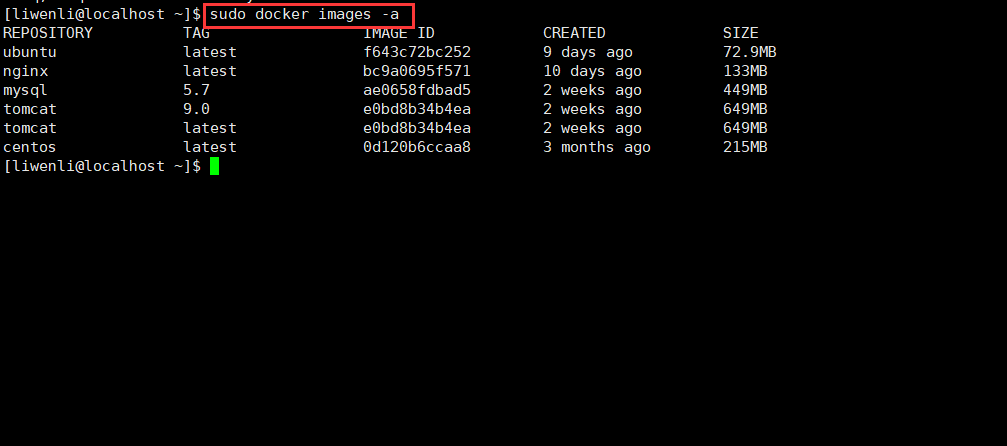 [liwenli@localhost ~]$ sudo docker images -a
REPOSITORY TAG IMAGE ID CREATED SIZE
ubuntu latest f643c72bc252 9 days ago 72.9MB
nginx latest bc9a0695f571 10 days ago 133MB
mysql 5.7 ae0658fdbad5 2 weeks ago 449MB
tomcat 9.0 e0bd8b34b4ea 2 weeks ago 649MB
tomcat latest e0bd8b34b4ea 2 weeks ago 649MB
centos latest 0d120b6ccaa8 3 months ago 215MB
[liwenli@localhost ~]$